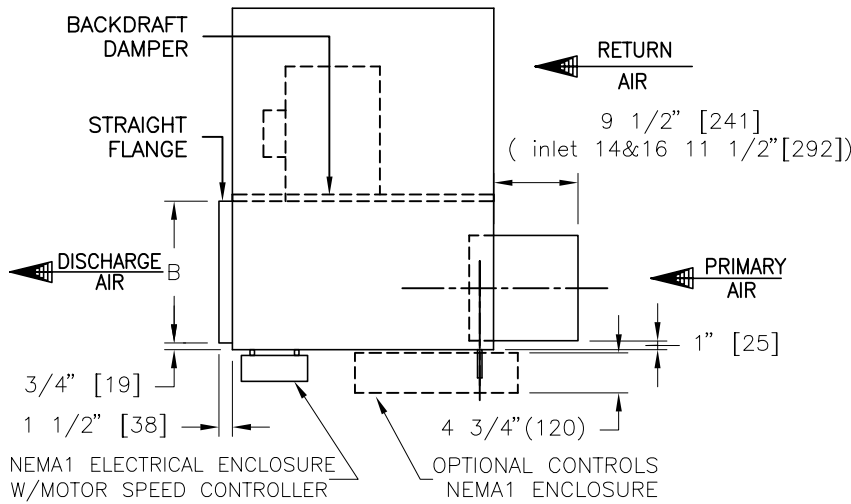 BACKDRAFT
DAMPER
RETURN
AIR
9 1/2" [241]
( inlet 14&16 11 1/2"[292])
STRAIGHT
FLANGE
DISCHARGE
AIR
B
PRIMARY
AIR
1" [25]
3/4" [19]
1 1/2" [38]
4 3/4"(120)
NEMA1 ELECTRICAL ENCLOSURE
W/MOTOR SPEED CONTROLLER
OPTIONAL CONTROLS
NEMA1 ENCLOSURE